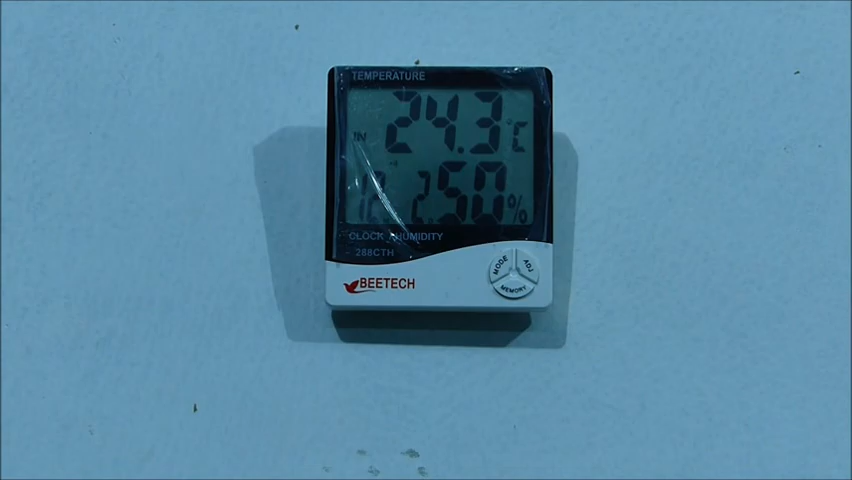 TEMPERATURE
IN 24.3 °C
50%
CLOCK / HUMIDITY
288CTH
BEETECH
MODE ADJ
MEMORY